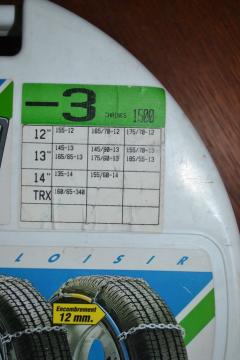 -3 CHAINES 1500
12" 155-12 165/70-12 175/70-12
13" 145-13 145/80-13 155/70-13
165/65-13 175/60-13 185/55-13
14" 135-14 155/60-14
TRX 160/65-340
LOISIR
Encombrement
12 mm.